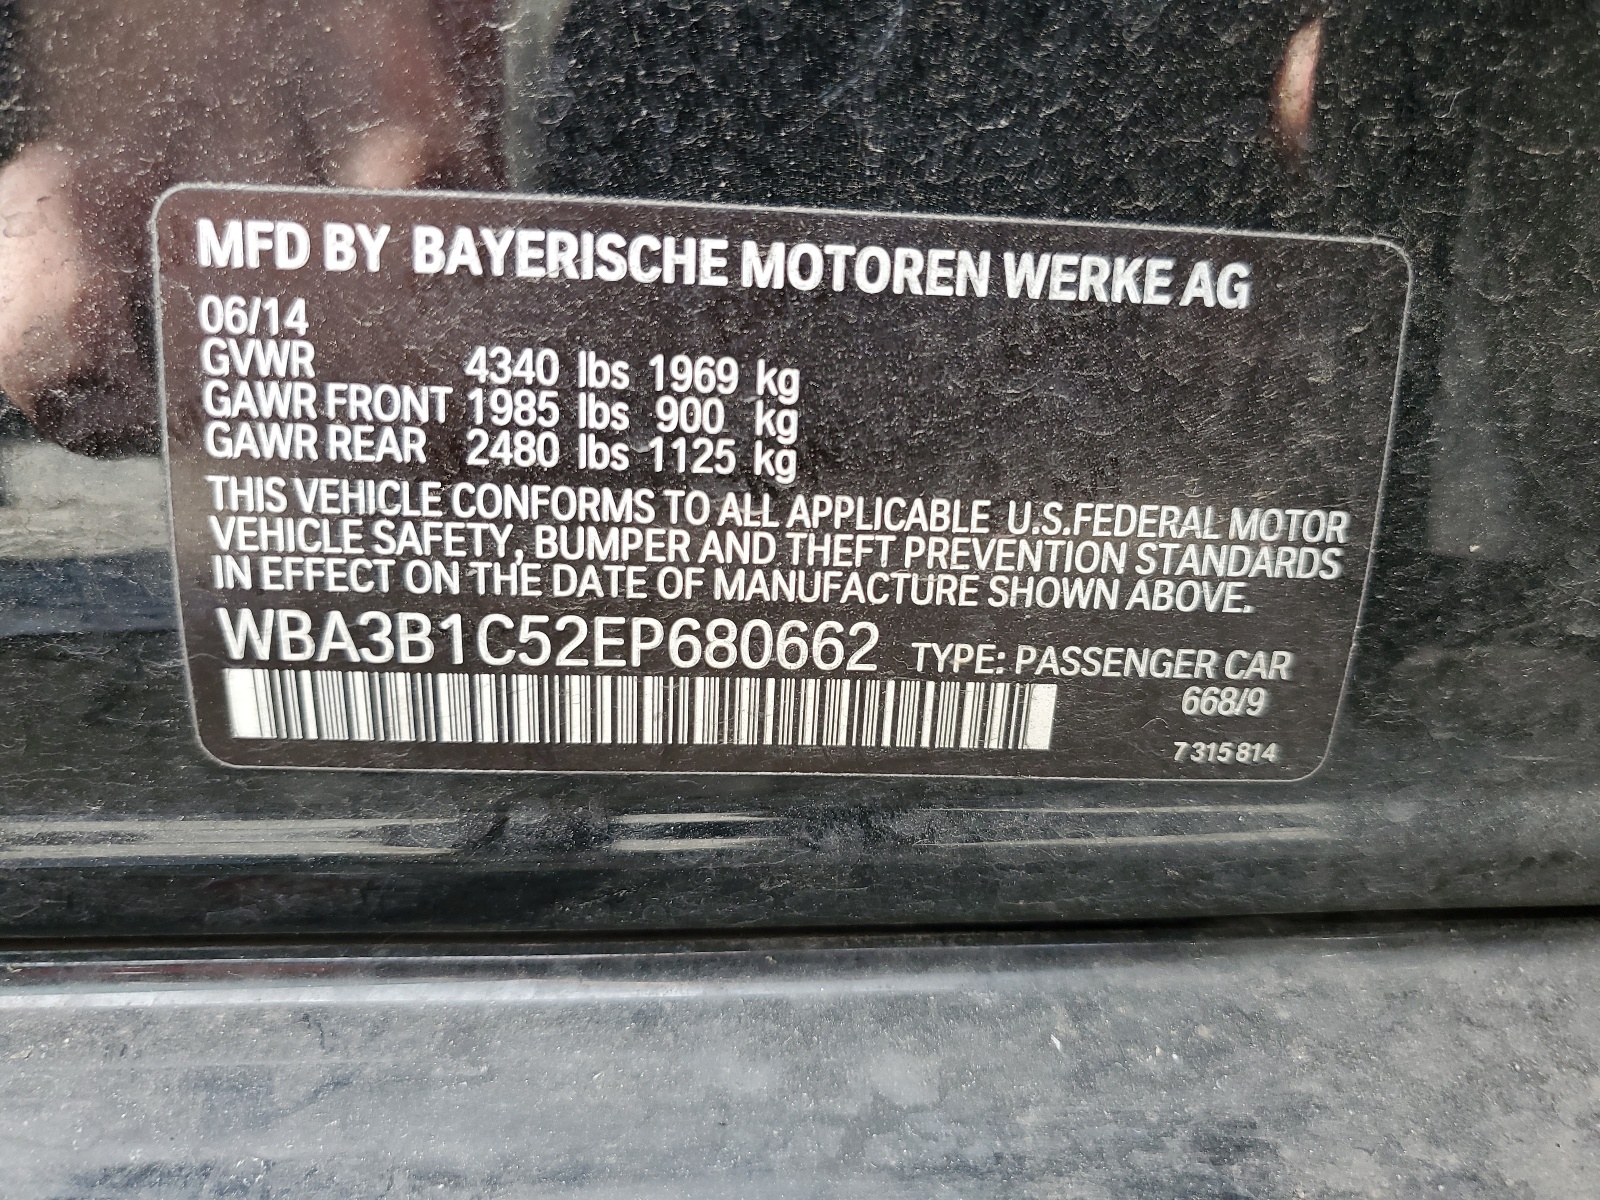 MFD BY BAYERISCHE MOTOREN WERKE AG
06/14
GVWR 4340 lbs 1969 kg
GAWR FRONT 1985 lbs 900 kg
GAWR REAR 2480 lbs 1125 kg
THIS VEHICLE CONFORMS TO ALL APPLICABLE U.S.FEDERAL MOTOR
VEHICLE SAFETY, BUMPER AND THEFT PREVENTION STANDARDS
IN EFFECT ON THE DATE OF MANUFACTURE SHOWN ABOVE.
WBA3B1C52EP680662 TYPE: PASSENGER CAR
668/9
7 315 814